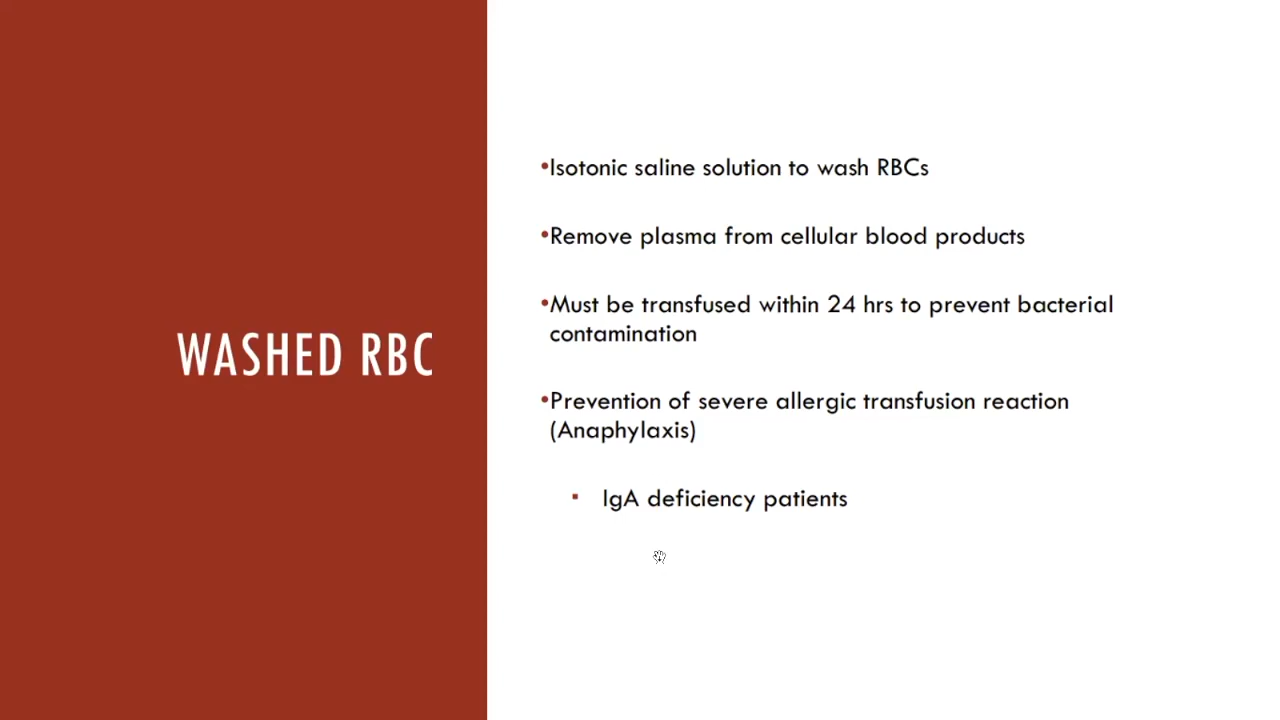 WASHED RBC
•Isotonic saline solution to wash RBCs
•Remove plasma from cellular blood products
•Must be transfused within 24 hrs to prevent bacterial
contamination
•Prevention of severe allergic transfusion reaction
(Anaphylaxis)
▪ IgA deficiency patients